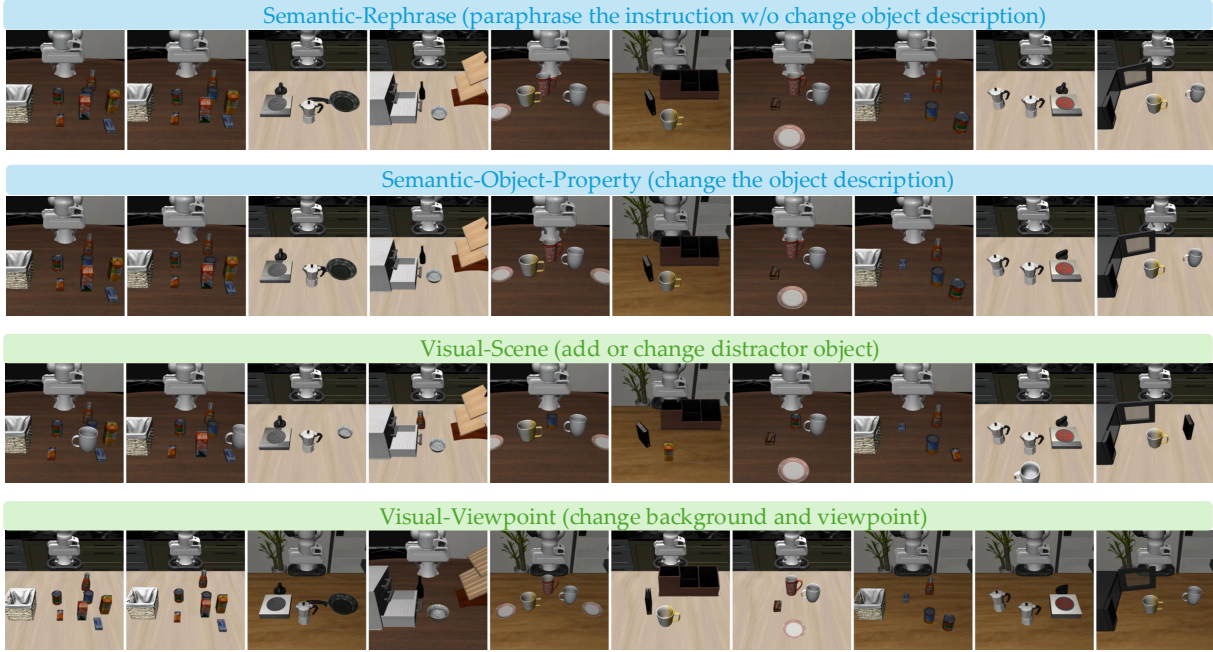 Semantic-Rephrase (paraphrase the instruction w/o change object description)
Semantic-Object-Property (change the object description)
Visual-Scene (add or change distractor object)
Visual-Viewpoint (change background and viewpoint)